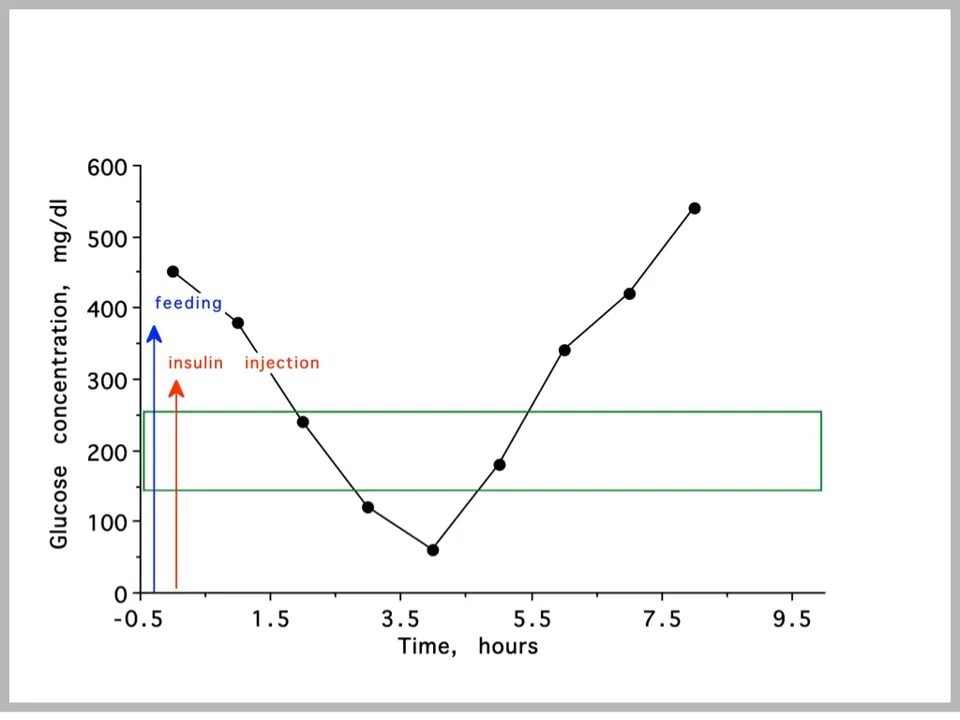 600
500
400
300
200
100
0
Glucose concentration, mg/dl
feeding
insulin injection
-0.5 1.5 3.5 5.5 7.5 9.5
Time, hours